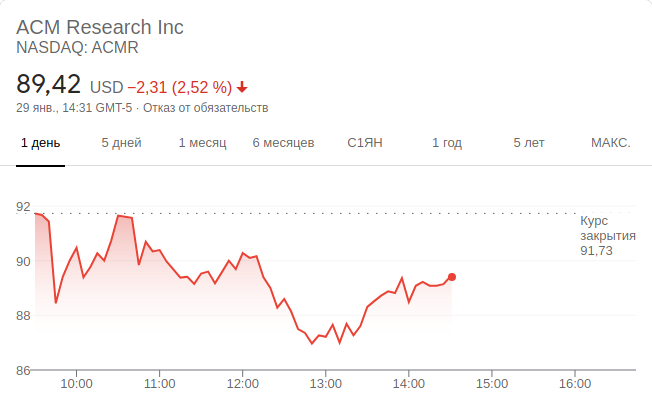 ACM Research Inc
NASDAQ: ACMR
89,42 USD −2,31 (2,52 %) ↓
29 янв., 14:31 GMT-5 · Отказ от обязательств
1 день 5 дней 1 месяц 6 месяцев С1ЯН 1 год 5 лет МАКС.
92
Курс
закрытия
91,73
90
88
86
10:00 11:00 12:00 13:00 14:00 15:00 16:00